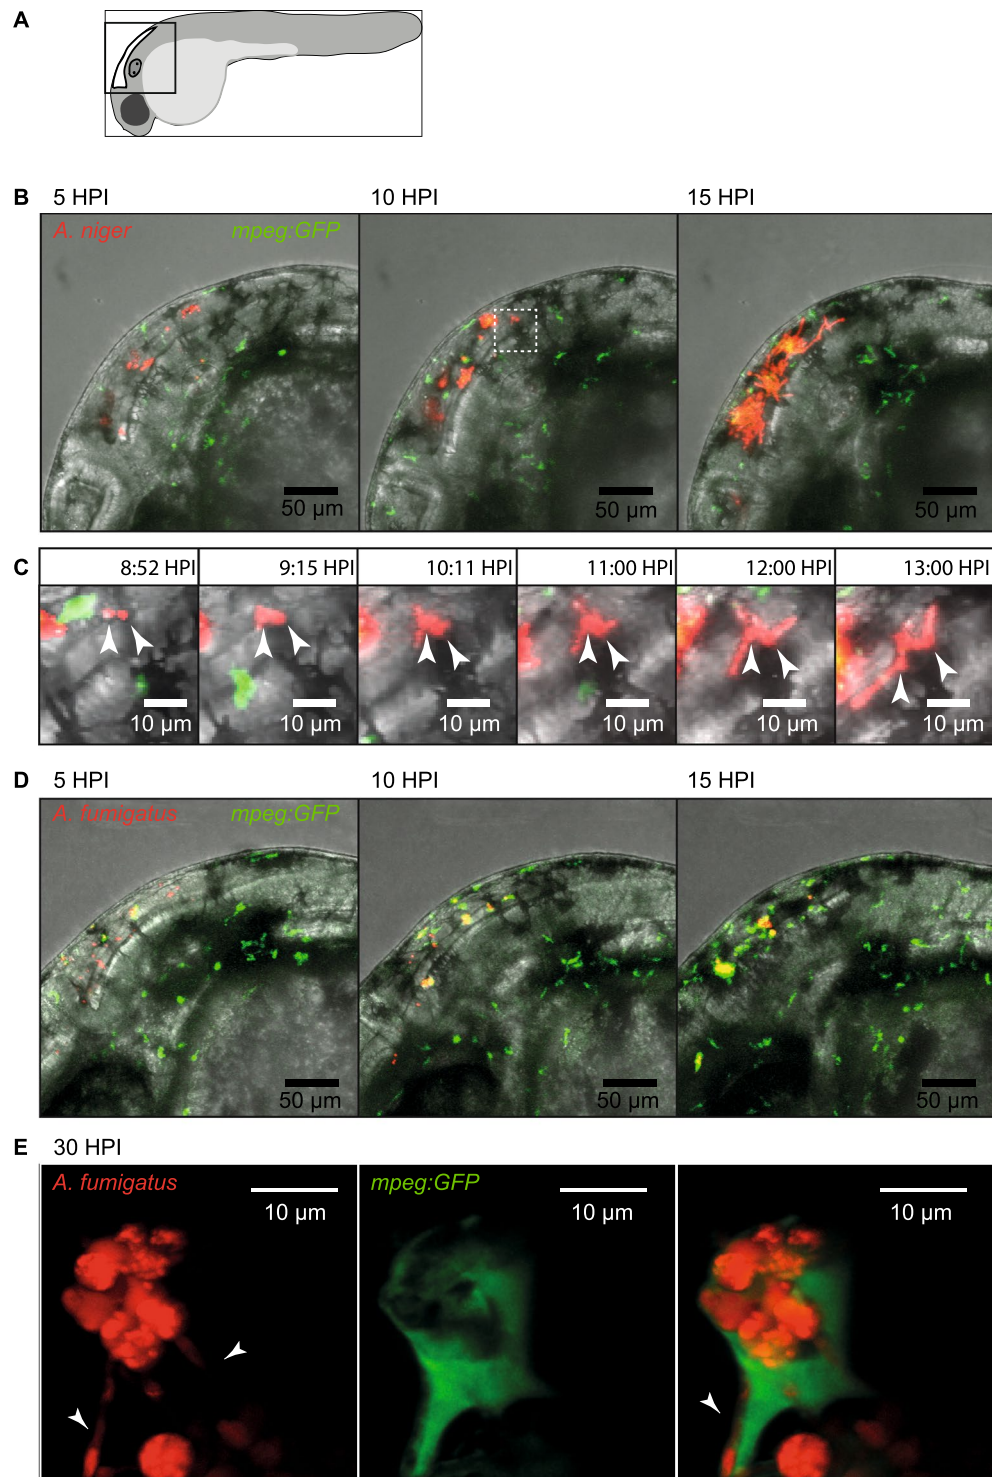 A
B
5 HPI
10 HPI
15 HPI
A. niger
mpeg:GFP
50 µm
50 µm
50 µm
C
8:52 HPI
9:15 HPI
10:11 HPI
11:00 HPI
12:00 HPI
13:00 HPI
10 µm
10 µm
10 µm
10 µm
10 µm
10 µm
D
5 HPI
10 HPI
15 HPI
A. fumigatus
mpeg:GFP
50 µm
50 µm
50 µm
E
30 HPI
A. fumigatus
mpeg:GFP
10 µm
10 µm
10 µm